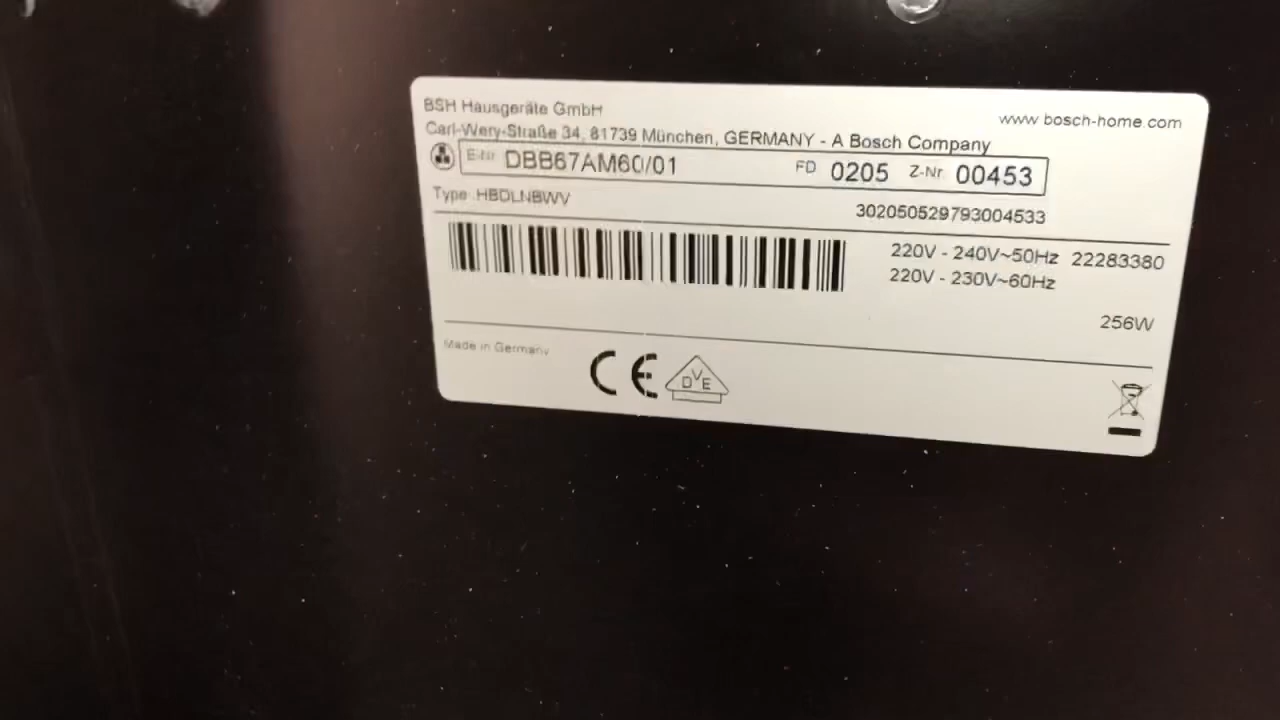 BSH Hausgeräte GmbH
www.bosch-home.com
Carl-Wery-Straße 34, 81739 München, GERMANY - A Bosch Company
E-Nr DBB67AM60/01 FD 0205 Z-Nr 00453
Type HBDLNBWV
302050529793004533
220V - 240V~50Hz 22283380
220V - 230V~60Hz
256W
Made in Germany
CE
DVE